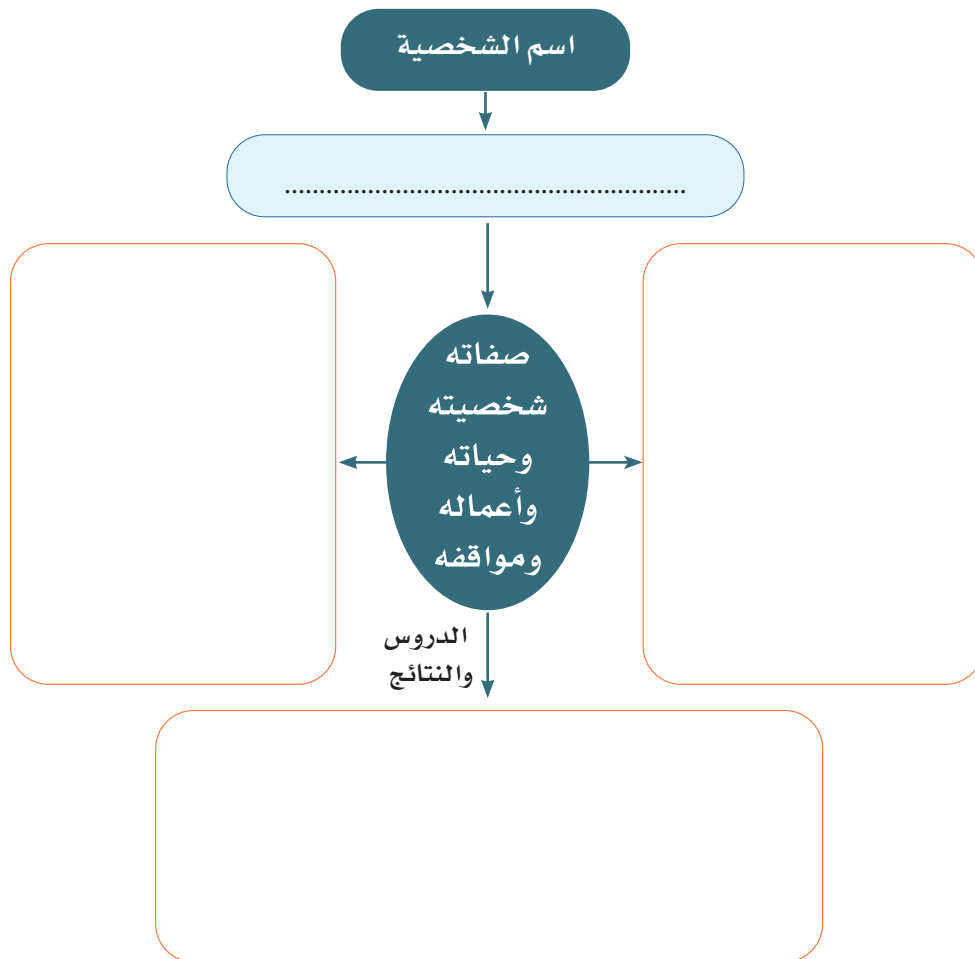 اسم الشخصية
..........................................................
صفاته
شخصيته
وحياته
وأعماله
ومواقفه
الدروس
والنتائج